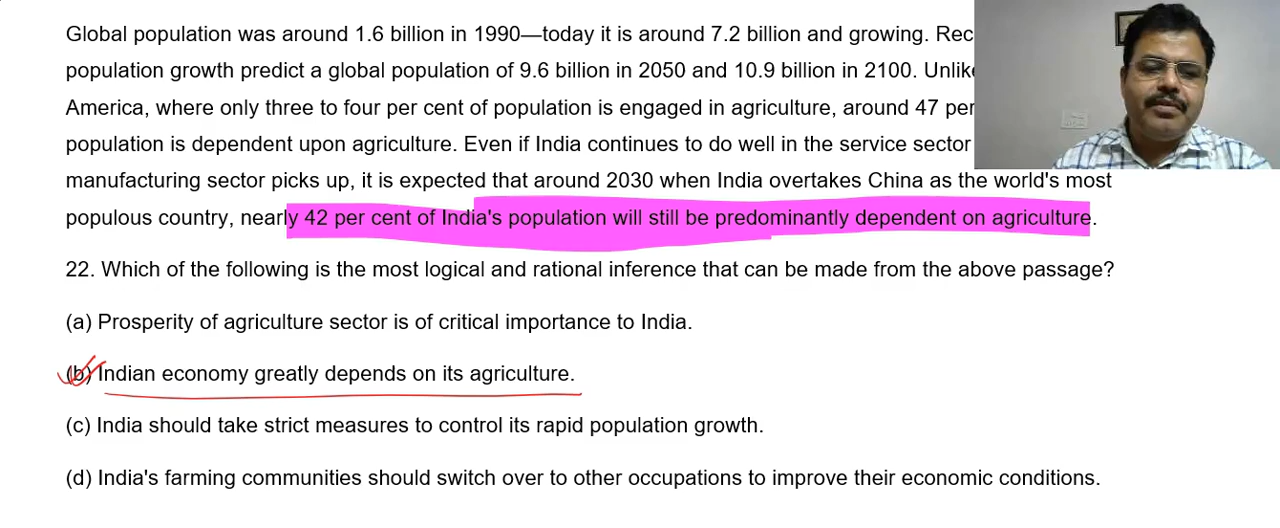 Global population was around 1.6 billion in 1990—today it is around 7.2 billion and growing.
population growth predict a global population of 9.6 billion in 2050 and 10.9 billion in 2100.
America, where only three to four per cent of population is engaged in agriculture, around 47 per
population is dependent upon agriculture. Even if India continues to do well in the service sector
manufacturing sector picks up, it is expected that around 2030 when India overtakes China as the world's most
populous country, nearly 42 per cent of India's population will still be predominantly dependent on agriculture.
22. Which of the following is the most logical and rational inference that can be made from the above passage?
(a) Prosperity of agriculture sector is of critical importance to India.
(b) Indian economy greatly depends on its agriculture.
(c) India should take strict measures to control its rapid population growth.
(d) India's farming communities should switch over to other occupations to improve their economic conditions.